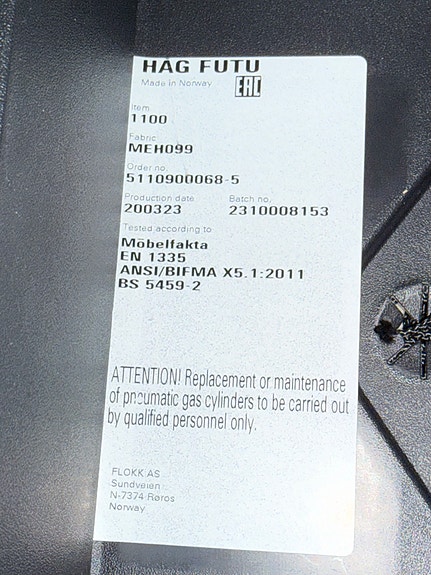 HÅG FUTU
Made in Norway EAC
Item
1100
Fabric
MEH099
Order no.
5110900068-5
Production date Batch no.
200323 2310008153
Tested according to
Möbelfakta
EN 1335
ANSI/BIFMA X5.1:2011
BS 5459-2
ATTENTION! Replacement or maintenance
of pneumatic gas cylinders to be carried out
by qualified personnel only.
FLOKK AS
Sundveien
N-7374 Røros
Norway